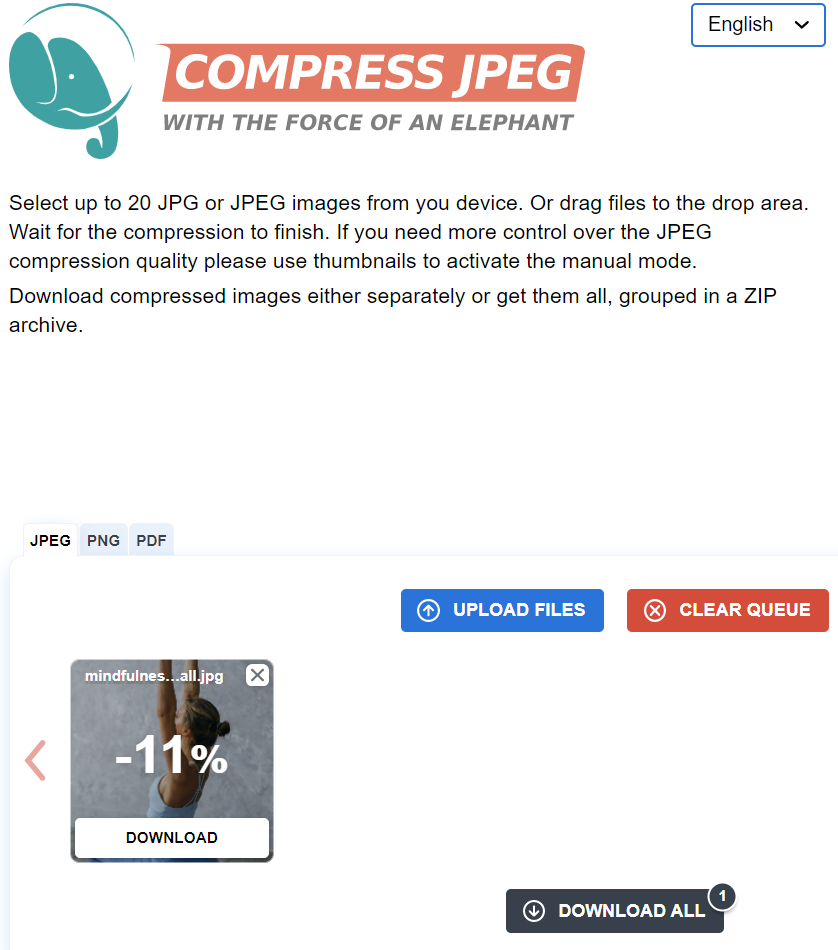 English
COMPRESS JPEG
WITH THE FORCE OF AN ELEPHANT
Select up to 20 JPG or JPEG images from you device. Or drag files to the drop area.
Wait for the compression to finish. If you need more control over the JPEG
compression quality please use thumbnails to activate the manual mode.
Download compressed images either separately or get them all, grouped in a ZIP
archive.
JPEG PNG PDF
UPLOAD FILES CLEAR QUEUE
mindfulnes...all.jpg
-11%
DOWNLOAD
DOWNLOAD ALL 1